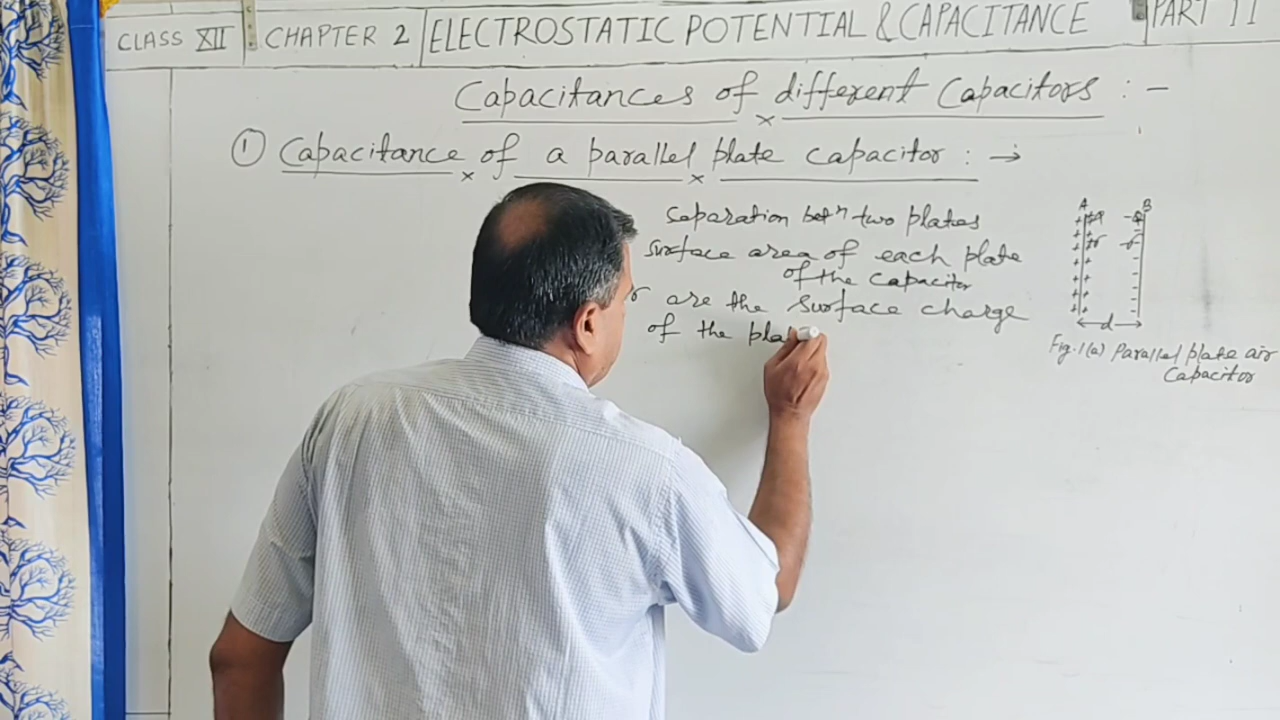 CLASS XII CHAPTER 2 ELECTROSTATIC POTENTIAL & CAPACITANCE PART II
Capacitances of different Capacitors : -
① Capacitance of a parallel plate capacitor : →
Separation betⁿ two plates
surface area of each plate
of the capacitor
σ are the surface charge
of the pla
A B
+q -q
+σ -σ
d
Fig.1(a) Parallel plate air
Capacitor